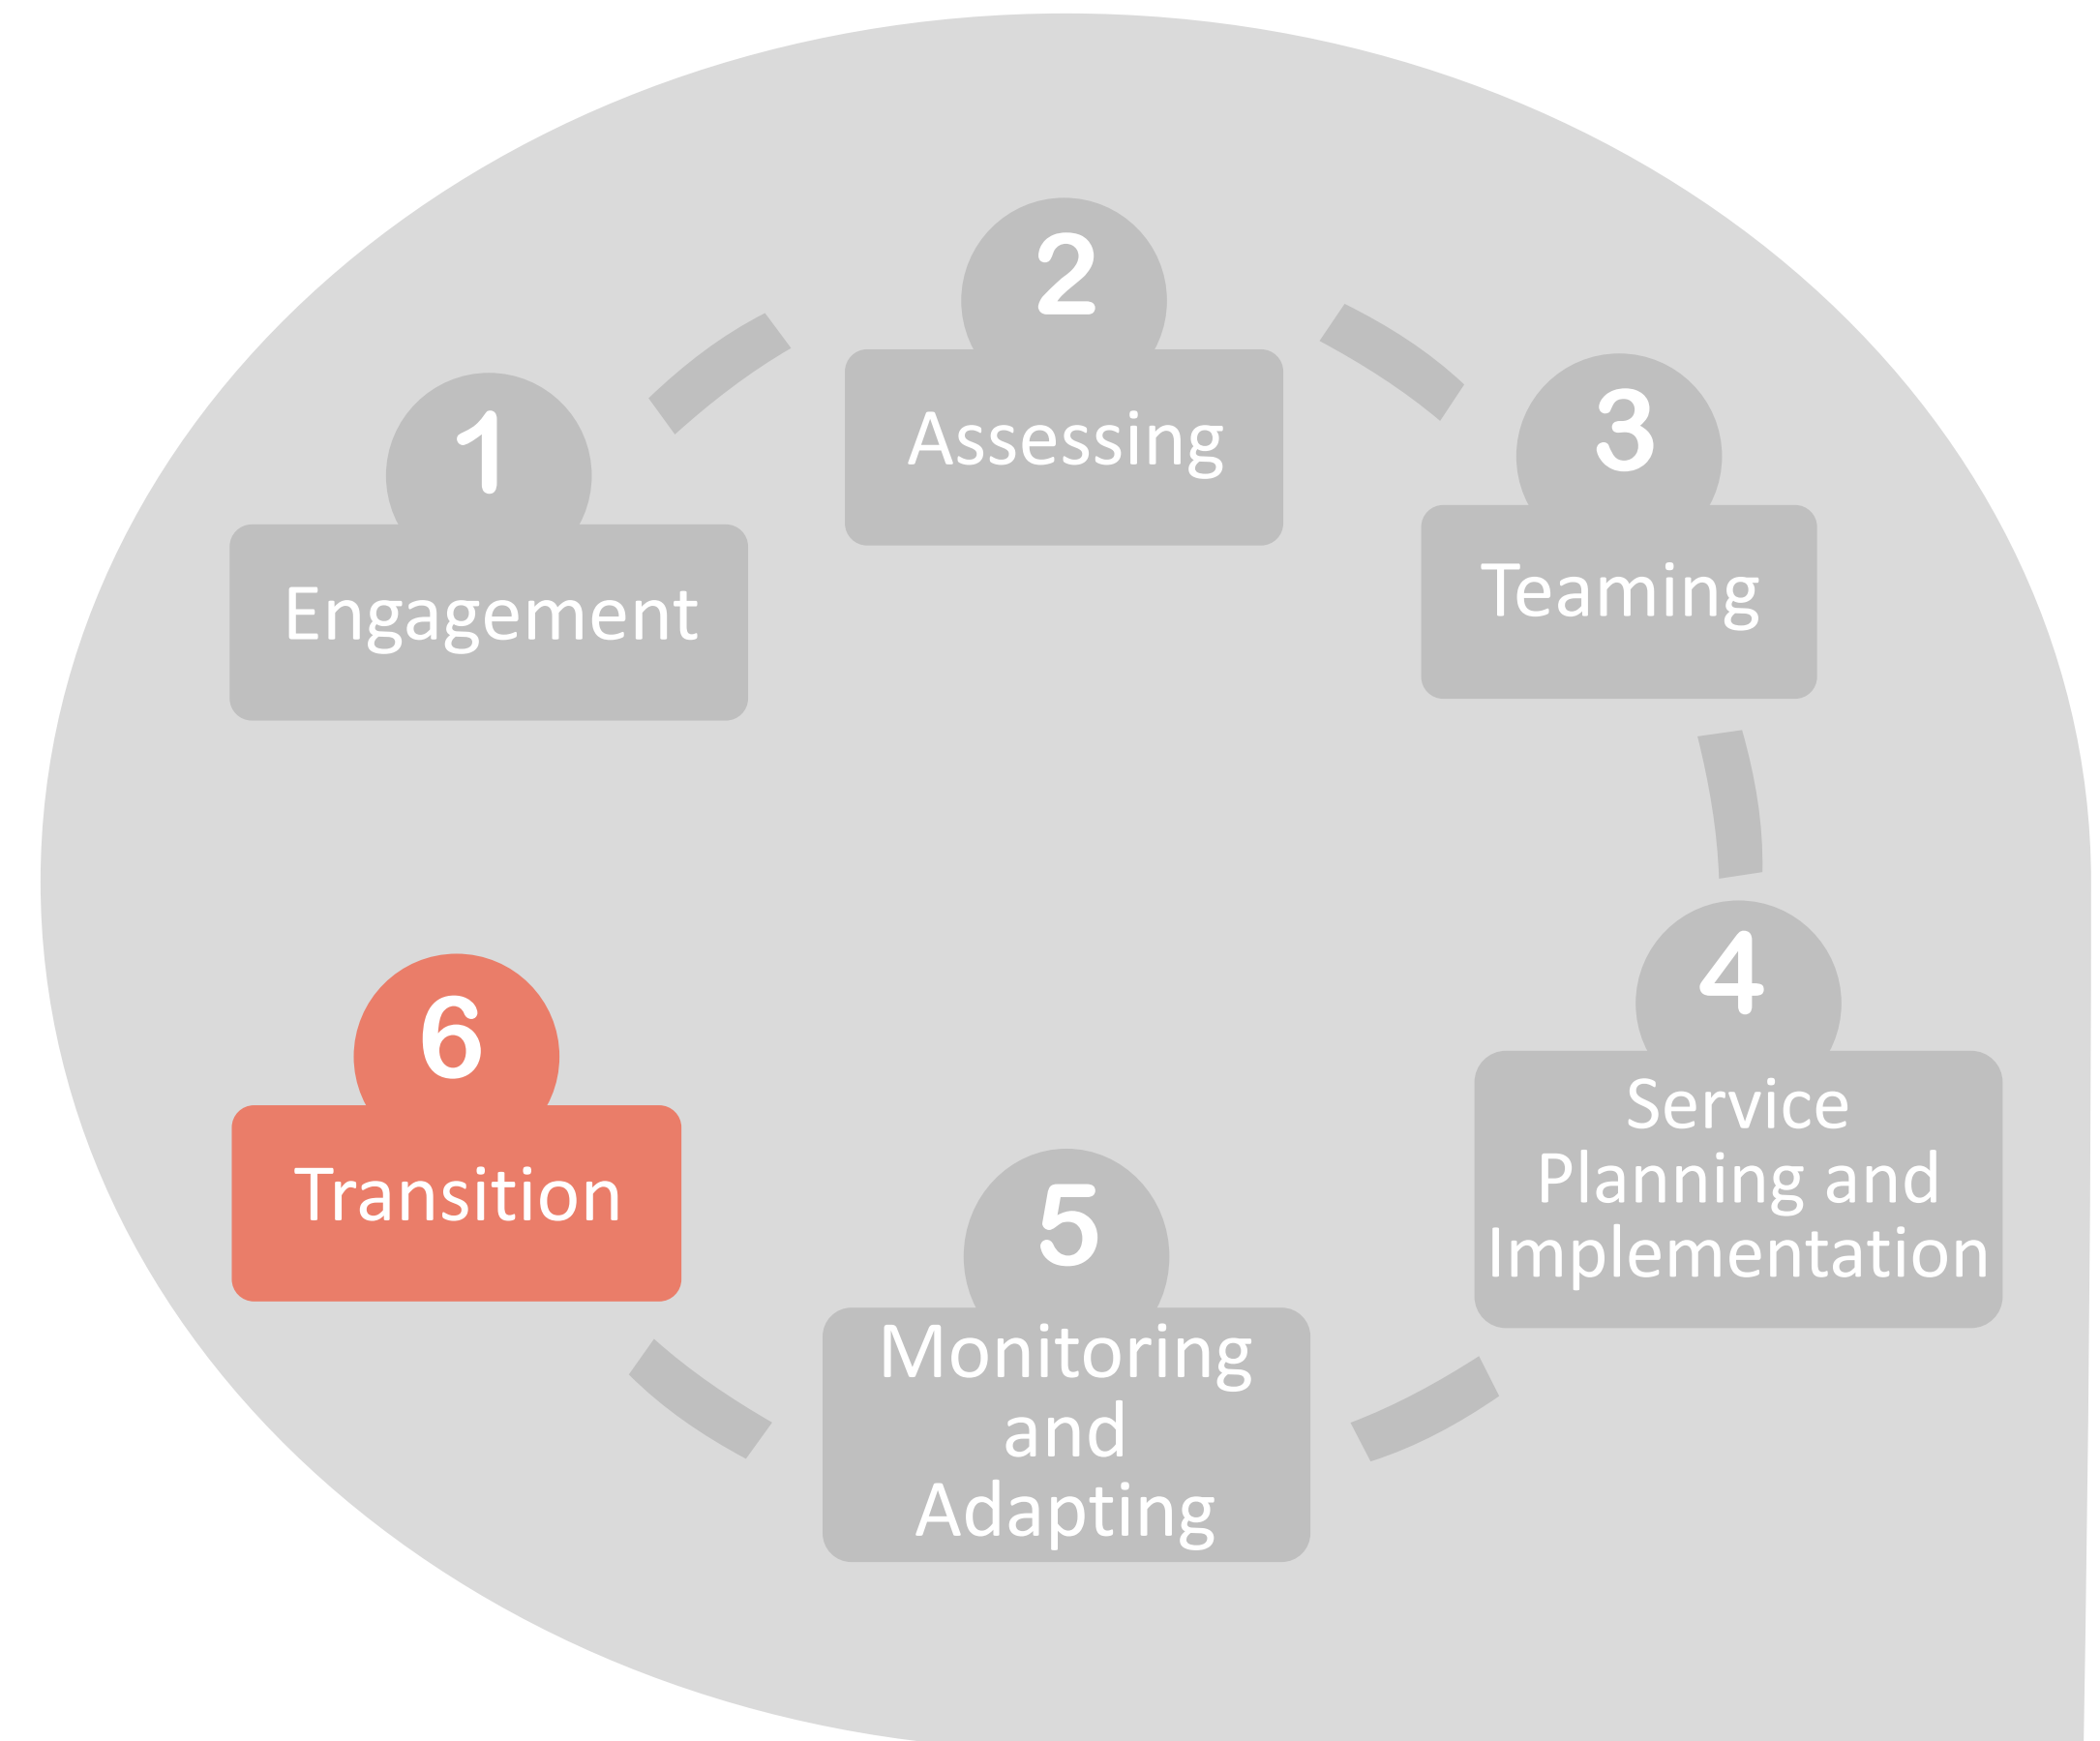 1
Engagement
2
Assessing
3
Teaming
4
Service
Planning and
Implementation
5
Monitoring
and
Adapting
6
Transition